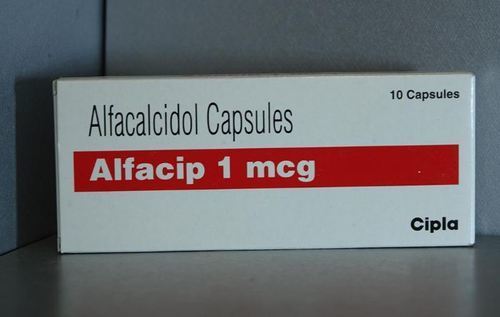 10 Capsules
Alfacalcidol Capsules
Alfacip 1 mcg
Cipla